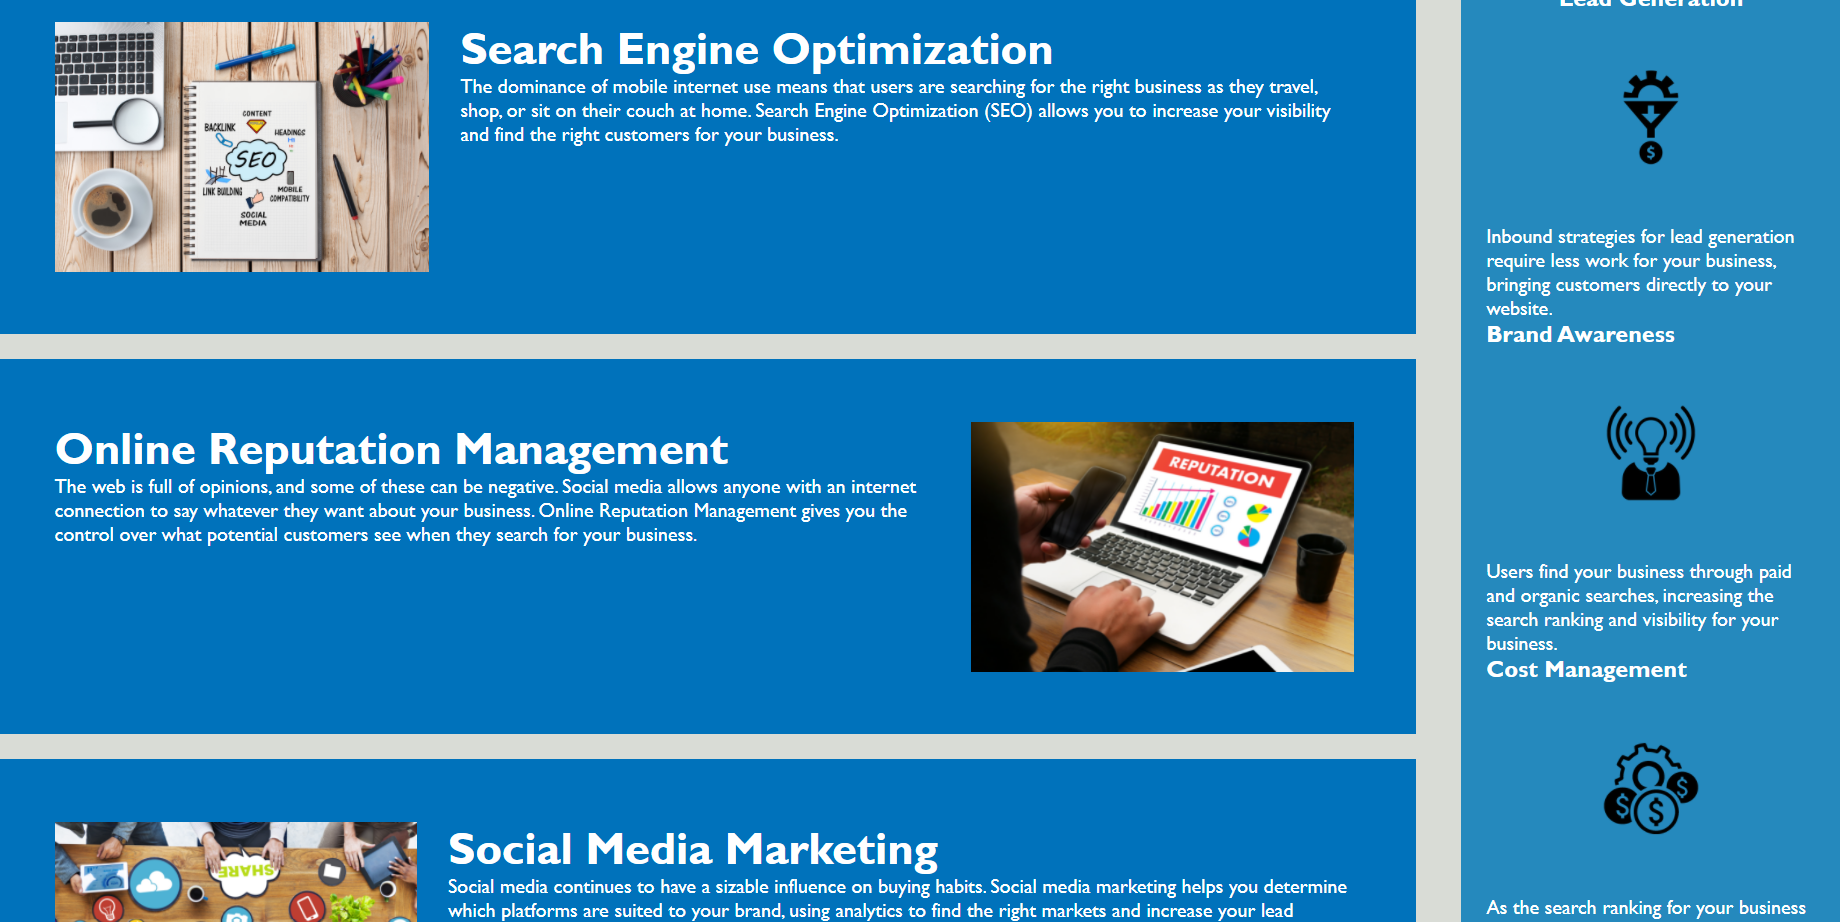 CONTENT
BACKLINK
HEADINGS
SEO
LINK BUILDING
MOBILE
COMPATIBILITY
SOCIAL
MEDIA
Search Engine Optimization
The dominance of mobile internet use means that users are searching for the right business as they travel,
shop, or sit on their couch at home. Search Engine Optimization (SEO) allows you to increase your visibility
and find the right customers for your business.
Online Reputation Management
The web is full of opinions, and some of these can be negative. Social media allows anyone with an internet
connection to say whatever they want about your business. Online Reputation Management gives you the
control over what potential customers see when they search for your business.
REPUTATION
SHARE
Social Media Marketing
Social media continues to have a sizable influence on buying habits. Social media marketing helps you determine
which platforms are suited to your brand, using analytics to find the right markets and increase your lead
Lead Generation
$
Inbound strategies for lead generation
require less work for your business,
bringing customers directly to your
website.
Brand Awareness
Users find your business through paid
and organic searches, increasing the
search ranking and visibility for your
business.
Cost Management
$
$
$
As the search ranking for your business